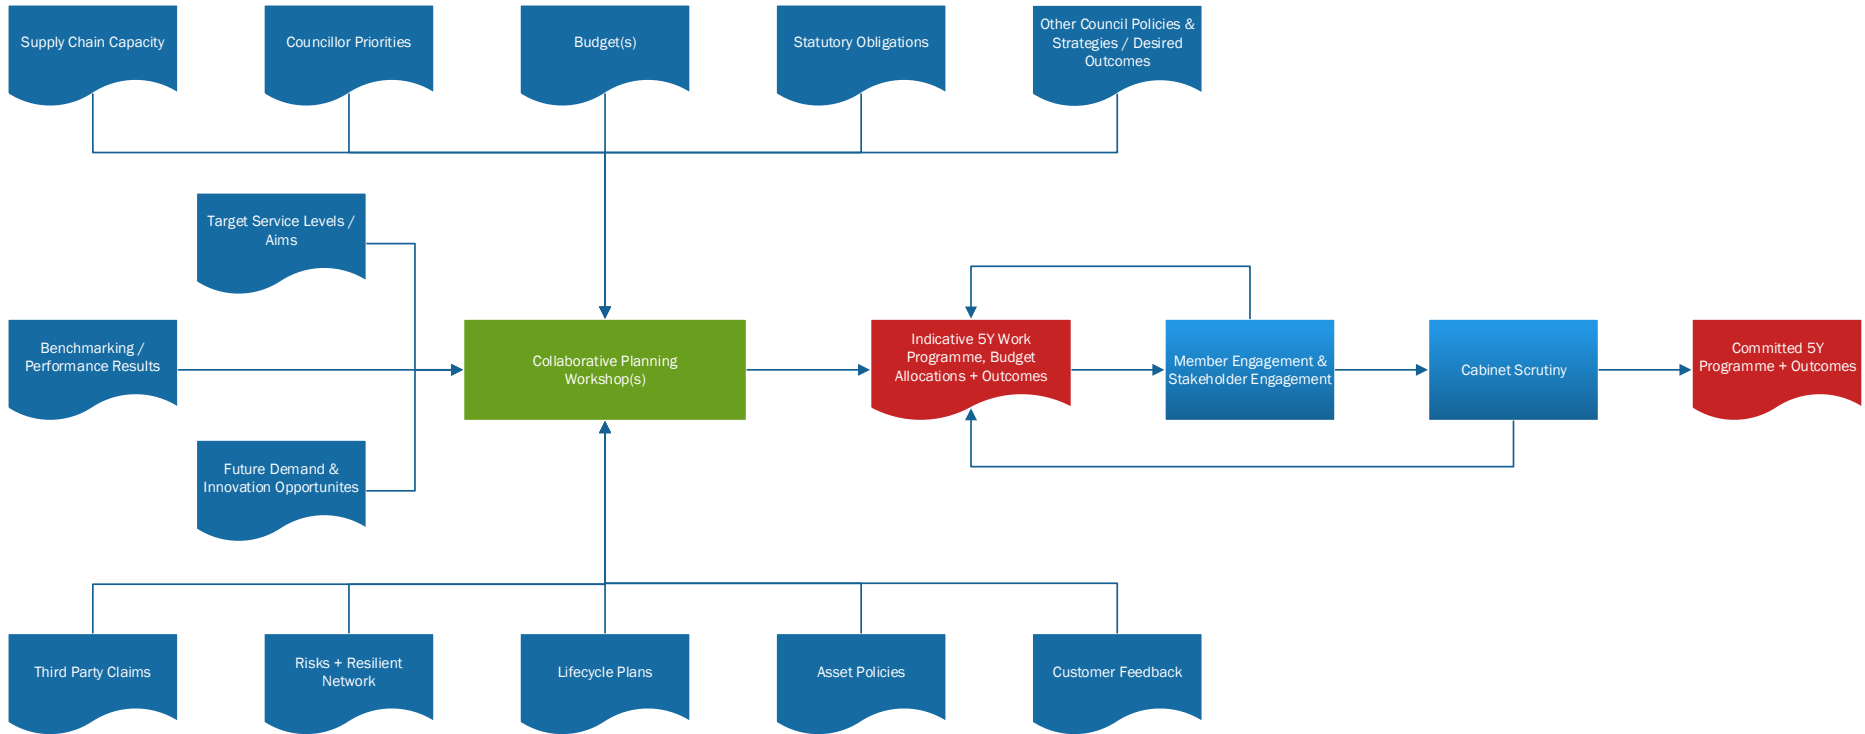 Supply Chain Capacity
Councillor Priorities
Budget(s)
Statutory Obligations
Other Council Policies &
Strategies / Desired
Outcomes
Target Service Levels /
Aims
Benchmarking /
Performance Results
Collaborative Planning
Workshop(s)
Indicative 5Y Work
Programme, Budget
Allocations + Outcomes
Member Engagement &
Stakeholder Engagement
Cabinet Scrutiny
Committed 5Y
Programme + Outcomes
Future Demand &
Innovation Opportunites
Third Party Claims
Risks + Resilient
Network
Lifecycle Plans
Asset Policies
Customer Feedback